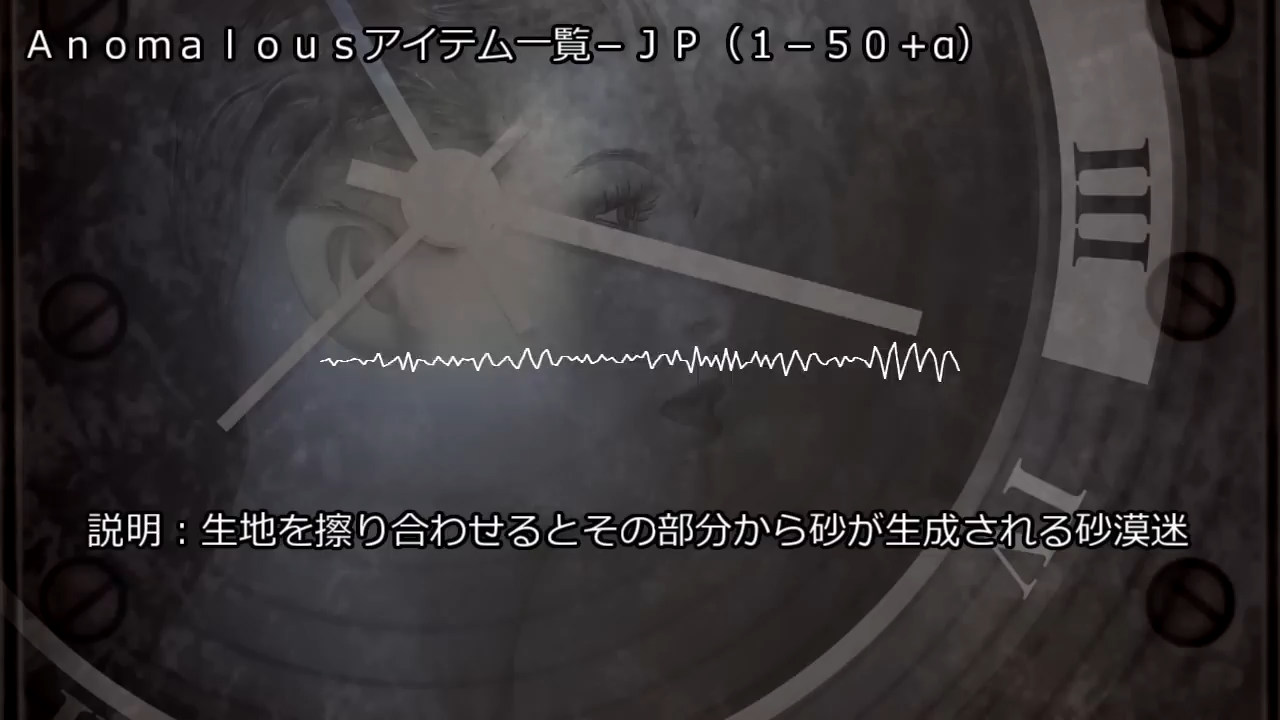 Ａｎｏｍａｌｏｕｓアイテム一覧－ＪＰ（１－５０＋α）
III
説明：生地を擦り合わせるとその部分から砂が生成される砂漠迷
IV